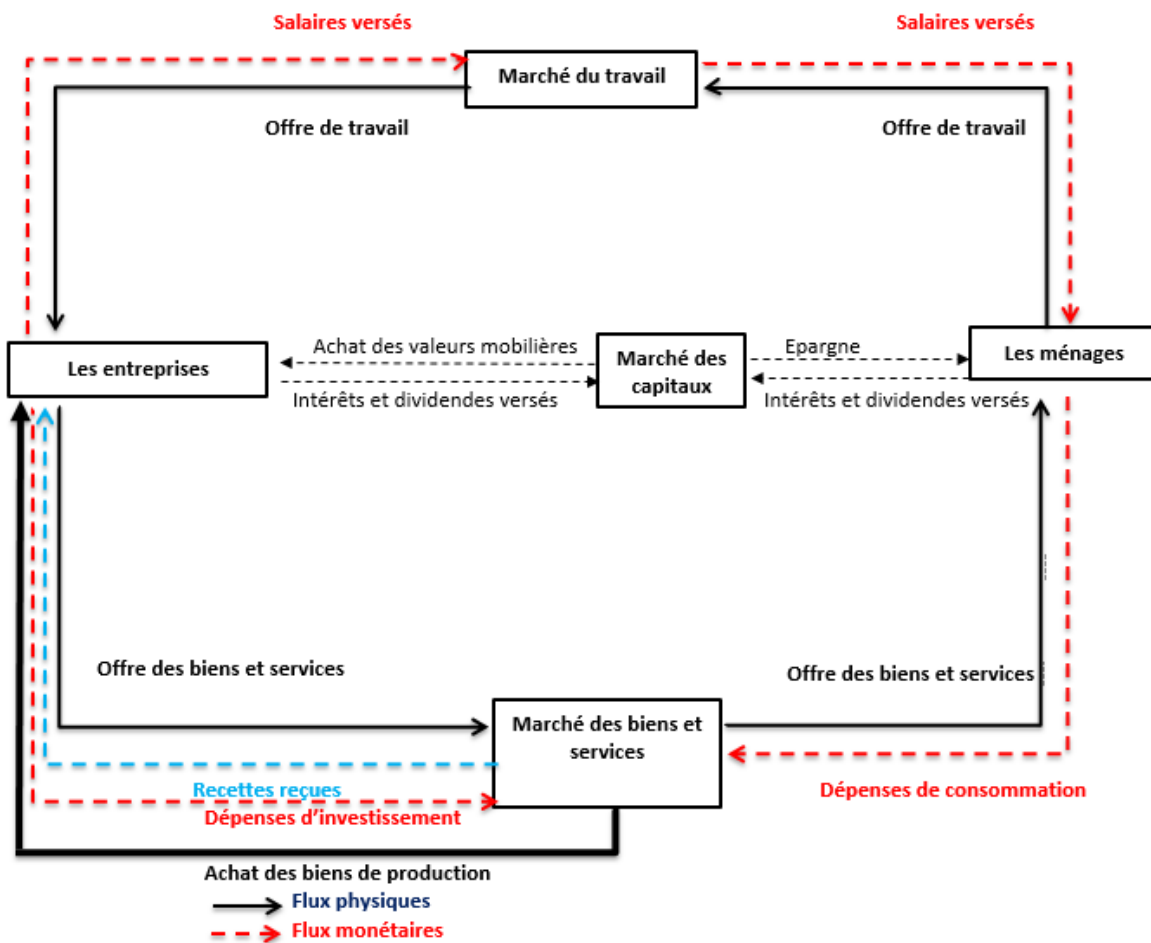 Salaires versés
Salaires versés
Marché du travail
Offre de travail
Offre de travail
Achat des valeurs mobilières
Epargne
Les entreprises
Marché des
capitaux
Les ménages
Intérêts et dividendes versés
Intérêts et dividendes versés
Offre des biens et services
Offre des biens et services
Marché des biens et
services
Recettes reçues
Dépenses de consommation
Dépenses d’investissement
Achat des biens de production
Flux physiques
Flux monétaires